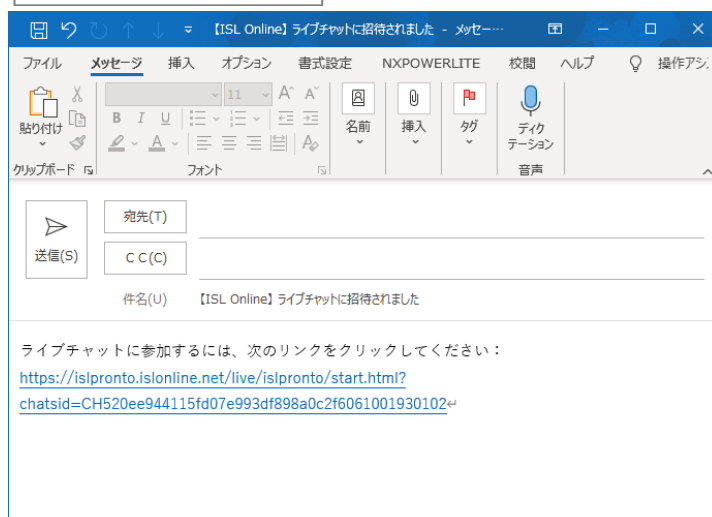 【ISL Online】ライブチャットに招待されました - メッセー…
ファイル メッセージ 挿入 オプション 書式設定 NXPOWERLITE 校閲 ヘルプ 操作アシ
11 A^ A˅
貼り付け B I U 名前 挿入 タグ ディク
テーション
A A
クリップボード フォント 音声
送信(S) 宛先(T)
CC(C)
件名(U) 【ISL Online】ライブチャットに招待されました
ライブチャットに参加するには、次のリンクをクリックしてください：
https://islpronto.islonline.net/live/islpronto/start.html?
chatsid=CH520ee944115fd07e993df898a0c2f6061001930102↵